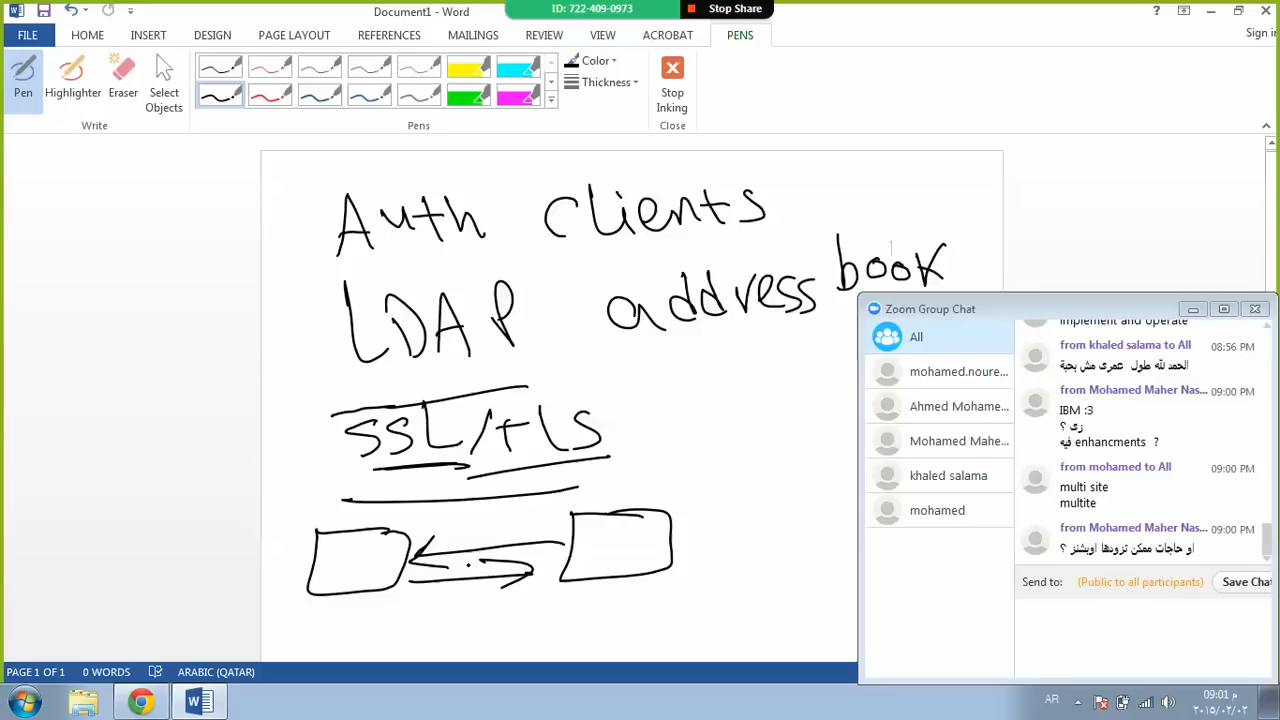 Document1 - Word
ID: 722-409-0973
Stop Share
?
Sign in
FILE
HOME
INSERT
DESIGN
PAGE LAYOUT
REFERENCES
MAILINGS
REVIEW
VIEW
ACROBAT
PENS
Pen
Highlighter
Eraser
Select Objects
Color
Thickness
Stop Inking
Write
Pens
Close
Auth clients
LDAP address book
SSL/tLS
Zoom Group Chat
All
mohamed.noure...
Ahmed Mohame...
Mohamed Mahe...
khaled salama
mohamed
implement and operate
from khaled salama to All 08:56 PM
الحمد لله طول عمرى مش بحبة
from Mohamed Maher Nas... 09:00 PM
IBM :3
زى ؟
فيه enhancments ?
from mohamed to All 09:00 PM
multi site
multite
from Mohamed Maher Nas... 09:00 PM
او حاجات ممكن تزودها اوبشنز ؟
Send to: (Public to all participants) Save Chat
PAGE 1 OF 1 0 WORDS ARABIC (QATAR)
AR
09:01 م
٢٠١٥/٠٢/٠٢